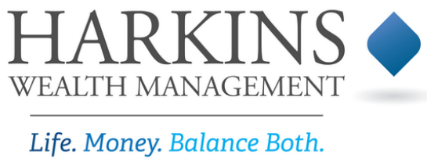 HARKINS
WEALTH MANAGEMENT
Life. Money. Balance Both.